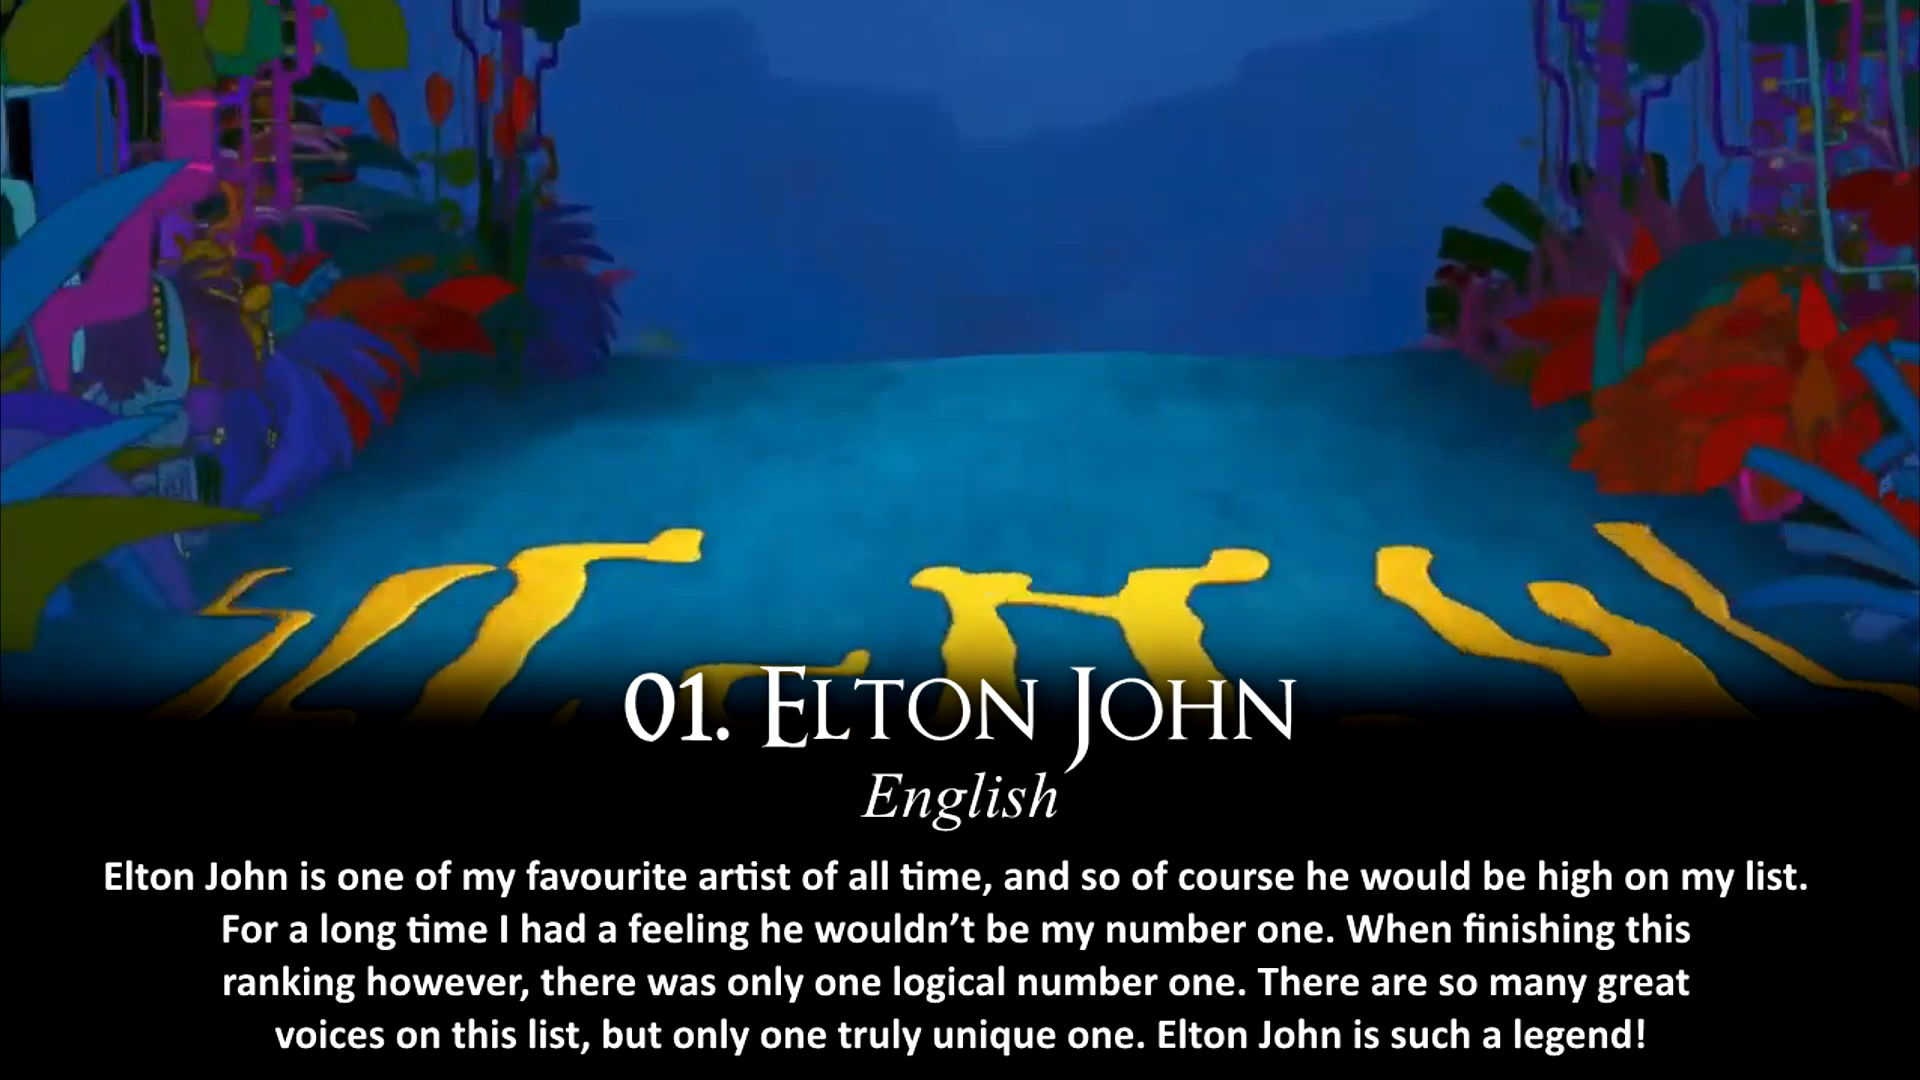 01. Elton John
English
Elton John is one of my favourite artist of all time, and so of course he would be high on my list.
For a long time I had a feeling he wouldn’t be my number one. When finishing this
ranking however, there was only one logical number one. There are so many great
voices on this list, but only one truly unique one. Elton John is such a legend!